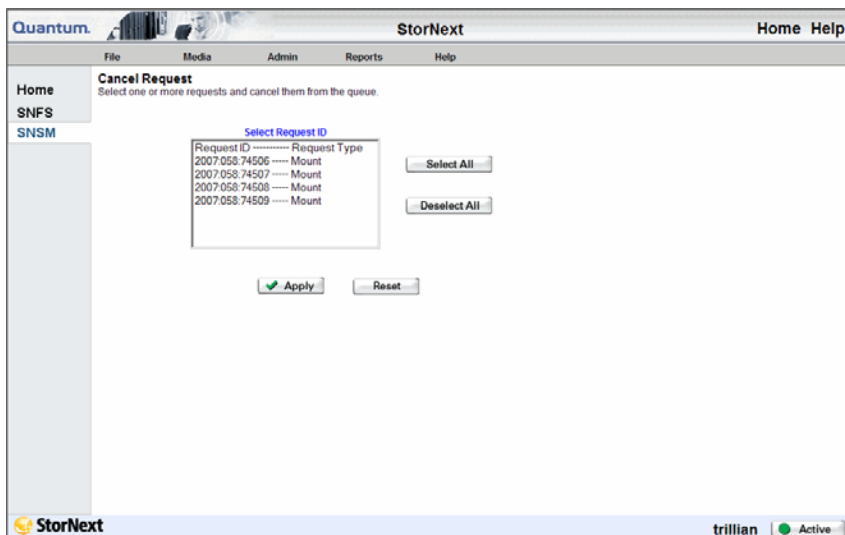 Quantum.
StorNext
Home Help
File Media Admin Reports Help
Home
SNFS
SNSM
Cancel Request
Select one or more requests and cancel them from the queue.
Select Request ID
Request ID ----------- Request Type
2007:058:74506 ----- Mount
2007:058:74507 ----- Mount
2007:058:74508 ----- Mount
2007:058:74509 ----- Mount
Select All
Deselect All
Apply Reset
StorNext
trillian Active